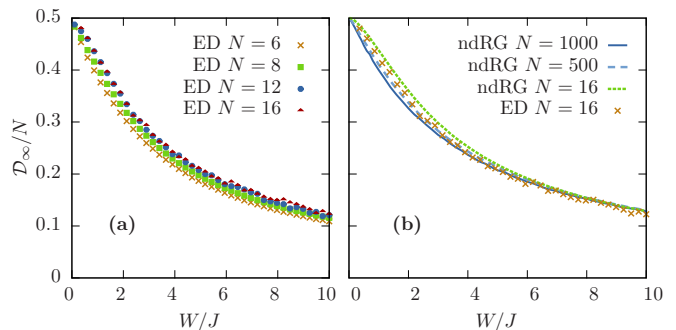 0.5
0.4
0.3
0.2
0.1
0
𝒟∞/N
ED N = 6
ED N = 8
ED N = 12
ED N = 16
(a)
0 2 4 6 8 10
W/J
ndRG N = 1000
ndRG N = 500
ndRG N = 16
ED N = 16
(b)
0 2 4 6 8 10
W/J